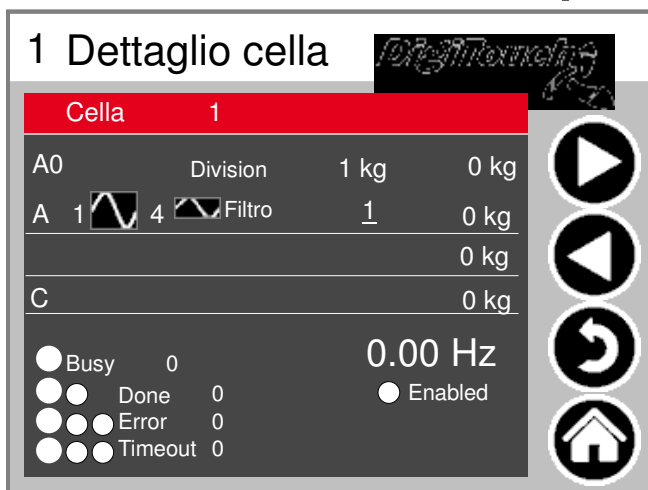 1 Dettaglio cella
DigiTouch
Cella 1
A0 Division 1 kg 0 kg
A 1 4 Filtro 1 0 kg
0 kg
C 0 kg
Busy 0
0.00 Hz
Done 0
Enabled
Error 0
Timeout 0